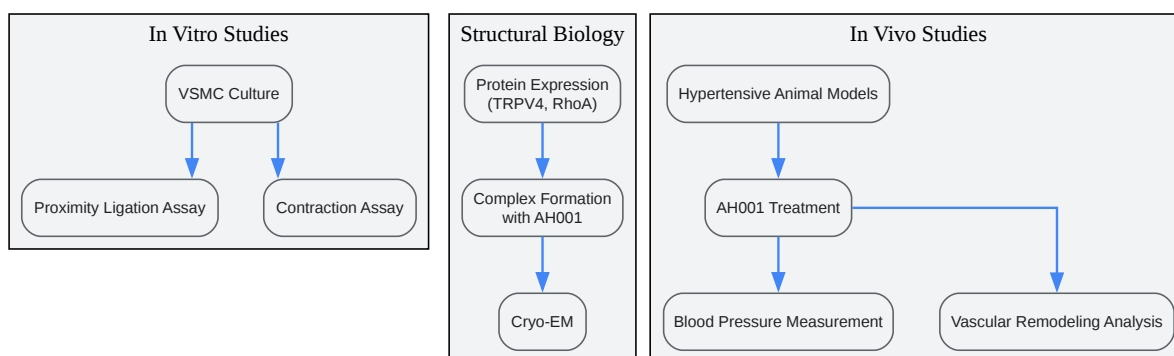 In Vitro Studies
VSMC Culture
Proximity Ligation Assay
Contraction Assay
Structural Biology
Protein Expression
(TRPV4, RhoA)
Complex Formation
with AH001
Cryo-EM
In Vivo Studies
Hypertensive Animal Models
AH001 Treatment
Blood Pressure Measurement
Vascular Remodeling Analysis